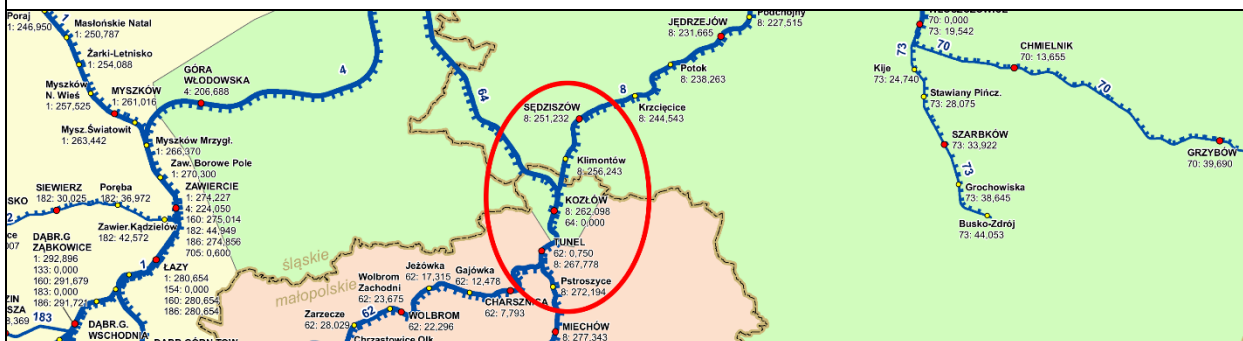 Poraj
1: 246,950
1
Masłońskie Natal
1: 250,787
Żarki-Letnisko
1: 254,088
Myszków
N. Wieś
1: 257,525
MYSZKÓW
1: 261,016
Mysz.Światowit
1: 263,442
GÓRA
WŁODOWSKA
4: 206,688
4
Myszków Mrzygł.
1: 266,370
Zaw. Borowe Pole
1: 270,300
ZAWIERCIE
1: 274,227
4: 224,050
160: 275,014
182: 44,949
186: 274,856
705: 0,600
SIEWIERZ
182: 30,025
Poręba
182: 36,972
Zawier.Kądzielów
182: 42,572
DĄBR.G
ZĄBKOWICE
1: 292,896
133: 0,000
160: 291,679
183: 0,000
186: 291,721
1
ŁAZY
1: 280,654
154: 0,000
160: 280,654
186: 280,654
183
DĄBR.G.
WSCHODNIA
śląskie
małopolskie
64
JĘDRZEJÓW
8: 231,665
Podchojny
8: 227,515
Potok
8: 238,263
8
Krzcięcice
8: 244,543
SĘDZISZÓW
8: 251,232
Klimontów
8: 256,243
KOZŁÓW
8: 262,098
64: 0,000
TUNEL
62: 0,750
8: 267,778
Pstroszyce
8: 272,194
MIECHÓW
8: 277,343
CHARSZNICA
62: 7,793
Gajówka
62: 12,478
Jeżówka
62: 17,315
Wolbrom
Zachodni
62: 23,675
WOLBROM
62: 22,296
62
Zarzecze
62: 28,029
Chrząstowice Olk.
70: 0,000
73: 19,542
73
70
Kije
73: 24,740
CHMIELNIK
70: 13,655
70
Stawiany Pińcz.
73: 28,075
SZARBKÓW
73: 33,922
73
Grochowiska
73: 38,645
Busko-Zdrój
73: 44,053
GRZYBÓW
70: 39,690